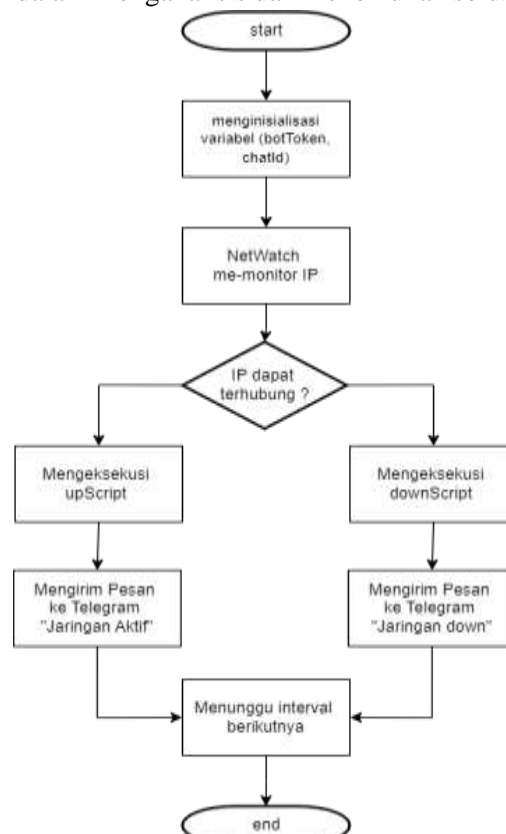 start
menginisialisasi
variabel (botToken,
chatId)
NetWatch
me-monitor IP
IP dapat
terhubung ?
Mengeksekusi
upScript
Mengeksekusi
downScript
Mengirim Pesan
ke Telegram
"Jaringan Aktif"
Mengirim Pesan
ke Telegram
"Jaringan down"
Menunggu interval
berikutnya
end